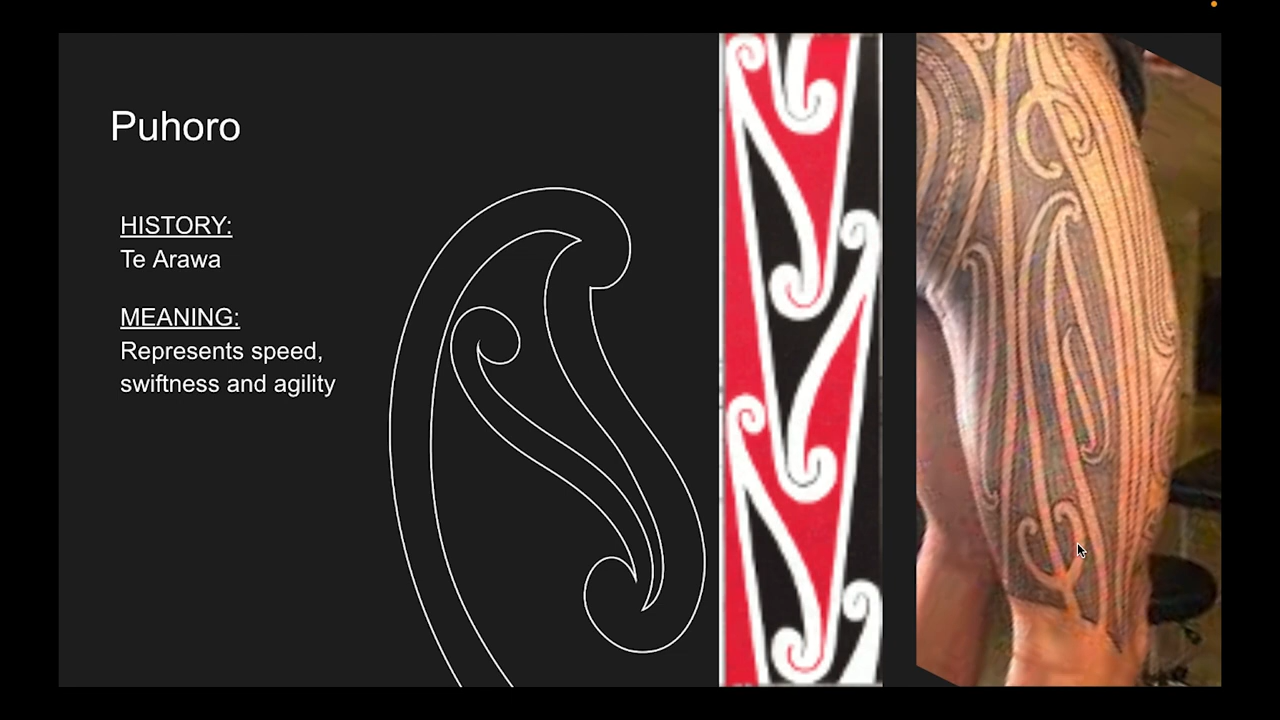 Puhoro
HISTORY:
Te Arawa
MEANING:
Represents speed,
swiftness and agility